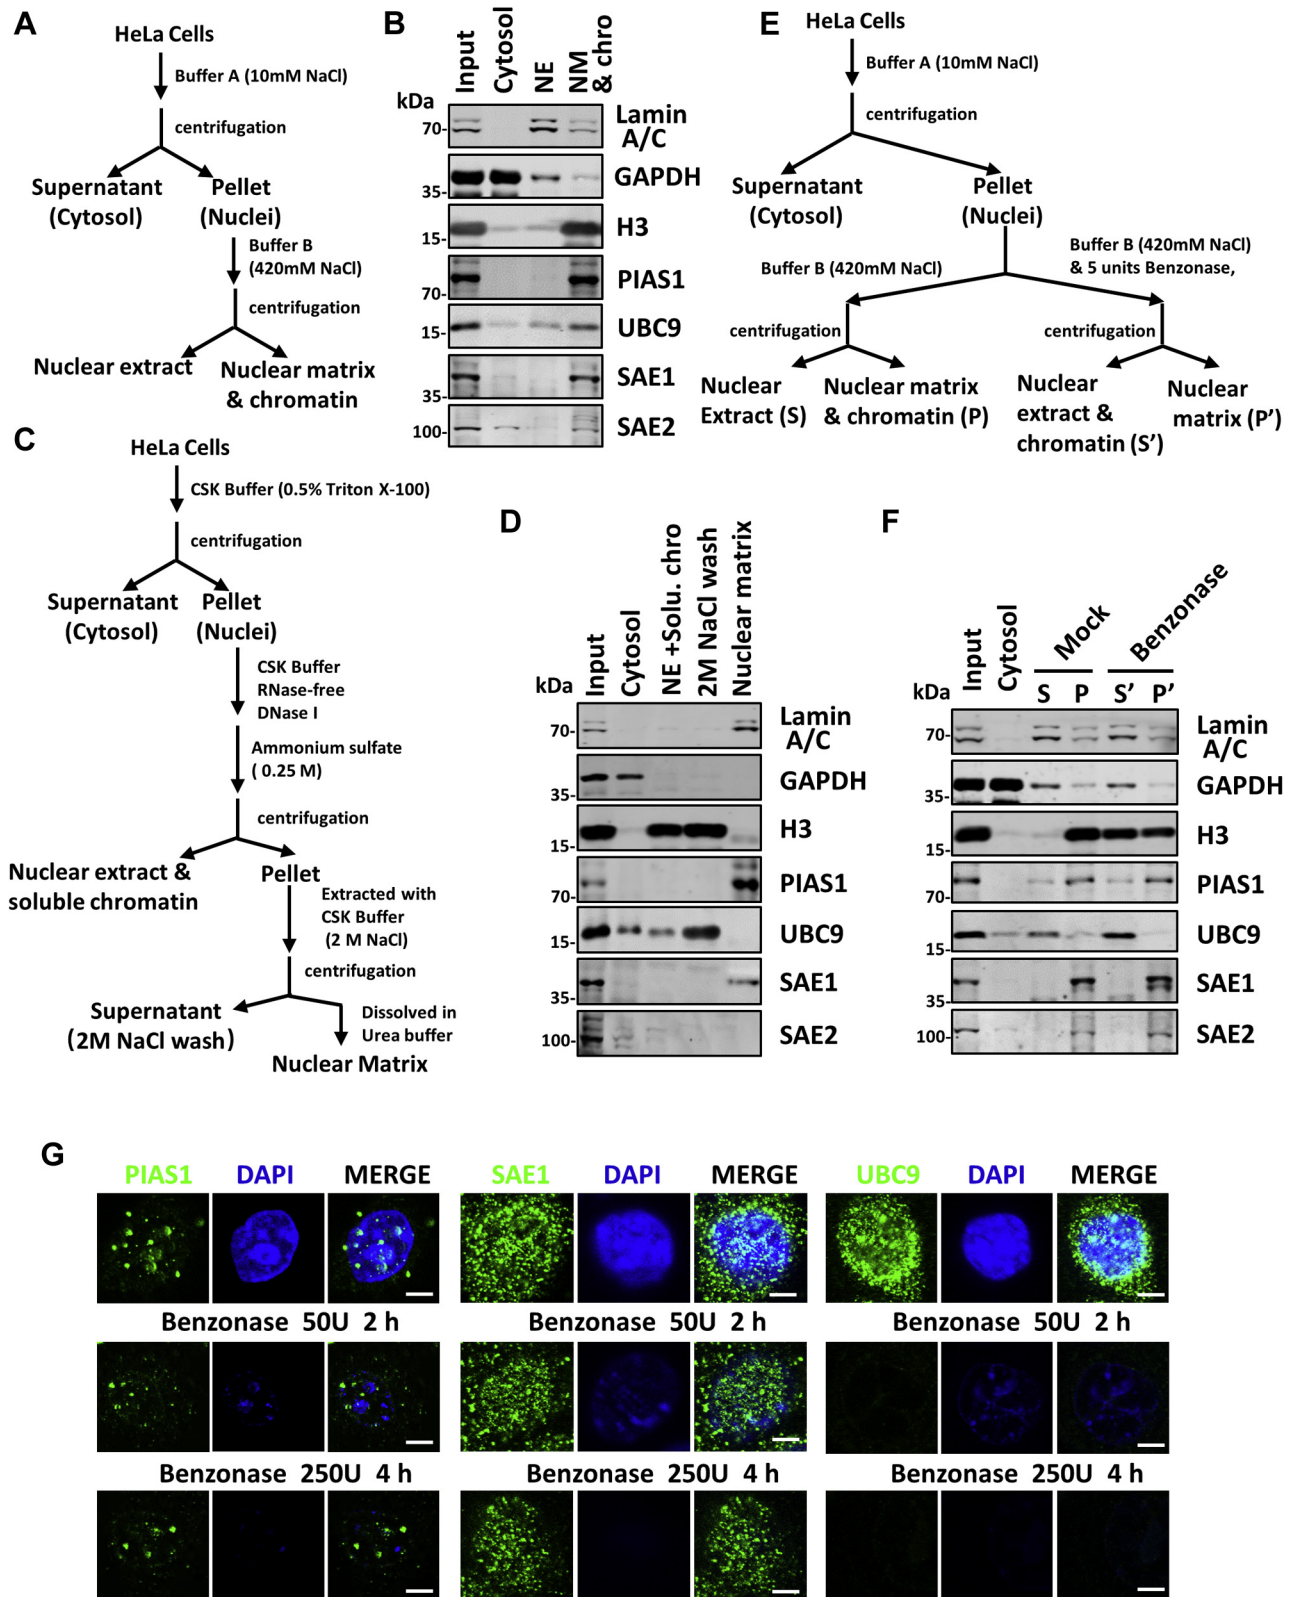 A
HeLa Cells
Buffer A (10mM NaCl)
centrifugation
Supernatant
(Cytosol)
Pellet
(Nuclei)
Buffer B
(420mM NaCl)
centrifugation
Nuclear extract
Nuclear matrix
& chromatin
B
Input
Cytosol
NE
NM
& chro
kDa
70-
Lamin
A/C
35-
GAPDH
15-
H3
70-
PIAS1
15-
UBC9
35-
SAE1
100-
SAE2
E
HeLa Cells
Buffer A (10mM NaCl)
centrifugation
Supernatant
(Cytosol)
Pellet
(Nuclei)
Buffer B (420mM NaCl)
Buffer B (420mM NaCl)
& 5 units Benzonase,
centrifugation
centrifugation
Nuclear
Extract (S)
Nuclear matrix
& chromatin (P)
Nuclear
extract &
chromatin (S’)
Nuclear
matrix (P’)
C
HeLa Cells
CSK Buffer (0.5% Triton X-100)
centrifugation
Supernatant
(Cytosol)
Pellet
(Nuclei)
CSK Buffer
RNase-free
DNase I
Ammonium sulfate
( 0.25 M)
centrifugation
Nuclear extract &
soluble chromatin
Pellet
Extracted with
CSK Buffer
(2 M NaCl)
centrifugation
Supernatant
(2M NaCl wash)
Dissolved in
Urea buffer
Nuclear Matrix
D
Input
Cytosol
NE +Solu. chro
2M NaCl wash
Nuclear matrix
kDa
70-
Lamin
A/C
35-
GAPDH
15-
H3
70-
PIAS1
15-
UBC9
35-
SAE1
100-
SAE2
F
Input
Cytosol
Mock
Benzonase
S
P
S’
P’
kDa
70-
Lamin
A/C
35-
GAPDH
15-
H3
70-
PIAS1
15-
UBC9
35-
SAE1
100-
SAE2
G
PIAS1 DAPI MERGE SAE1 DAPI MERGE UBC9 DAPI MERGE
Benzonase 50U 2 h Benzonase 50U 2 h Benzonase 50U 2 h
Benzonase 250U 4 h Benzonase 250U 4 h Benzonase 250U 4 h